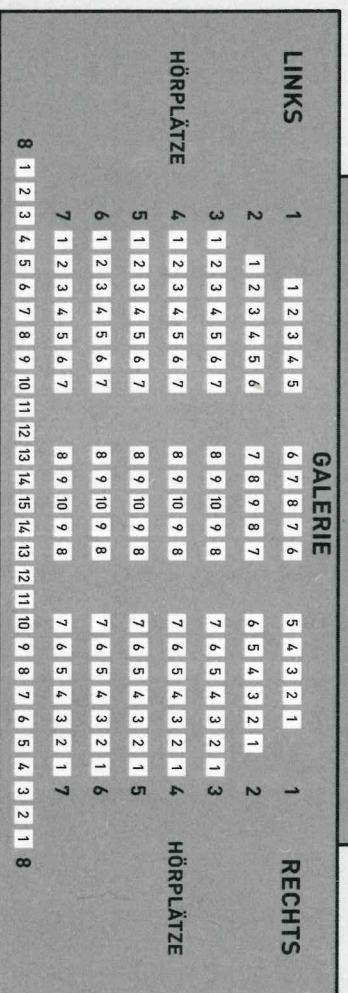 GALERIE
LINKS 1 1 2 3 4 5 6 7 8 7 6 5 4 3 2 1 1 RECHTS
2 1 2 3 4 5 6 7 8 9 8 7 6 5 4 3 2 1 2
3 1 2 3 4 5 6 7 8 9 10 9 8 7 6 5 4 3 2 1 3
HÖRPLÄTZE 4 1 2 3 4 5 6 7 8 9 10 9 8 7 6 5 4 3 2 1 4 HÖRPLÄTZE
5 1 2 3 4 5 6 7 8 9 10 9 8 7 6 5 4 3 2 1 5
6 1 2 3 4 5 6 7 8 9 10 9 8 7 6 5 4 3 2 1 6
7 1 2 3 4 5 6 7 8 9 10 9 8 7 6 5 4 3 2 1 7
8 1 2 3 4 5 6 7 8 9 10 11 12 13 14 15 14 13 12 11 10 9 8 7 6 5 4 3 2 1 8